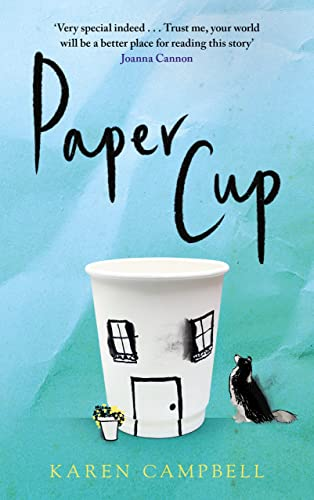 ‘Very special indeed . . . Trust me, your world
will be a better place for reading this story’
Joanna Cannon
Paper
Cup
KAREN CAMPBELL